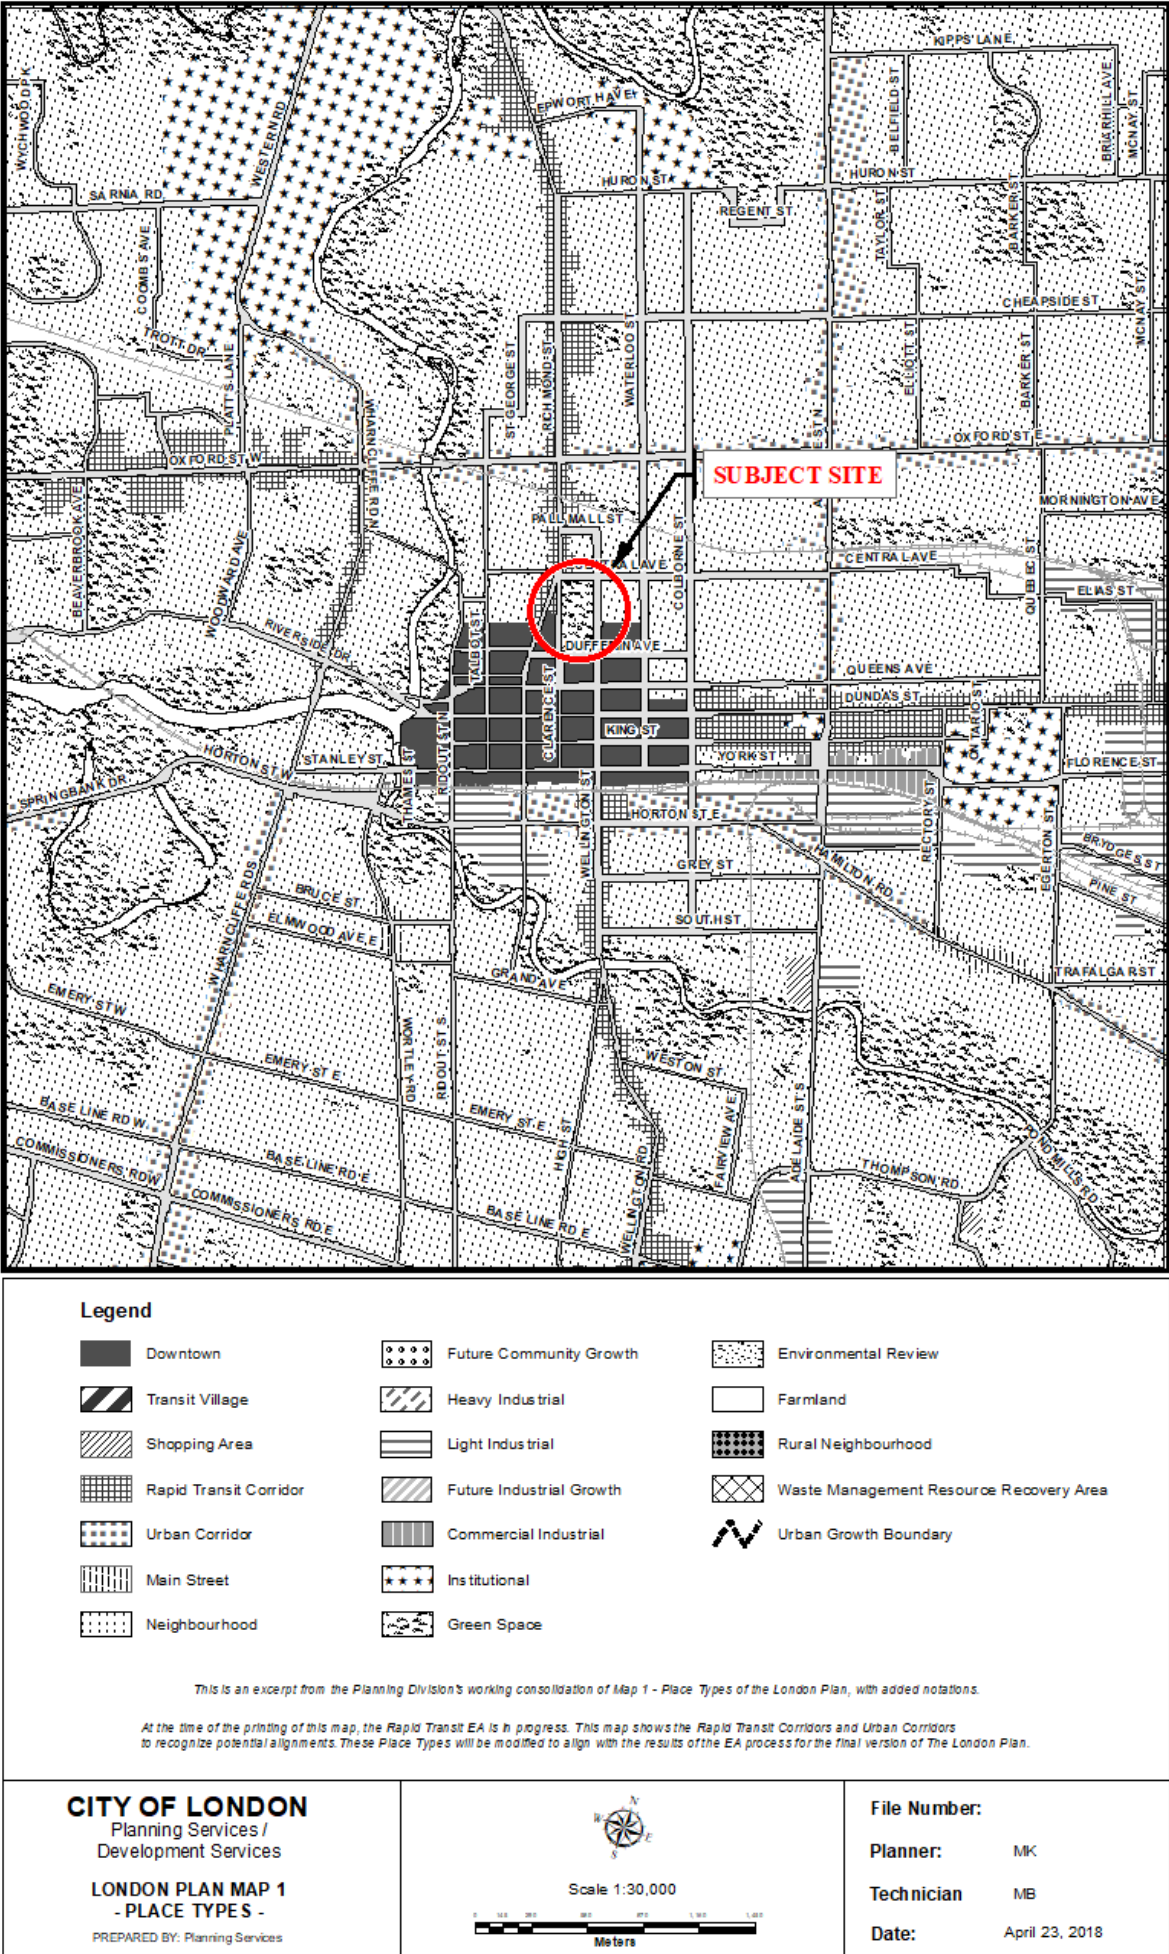 KIPPS LANE
WYCHWOOD PK
WESTERN RD
EPWORTH AVE
BELFIELD ST
BRIARHILL AVE
MCNAY ST
HURON ST
HURON ST
SARNIA RD
REGENT ST
COOMBS AVE
TAYLOR ST
BARKER ST
CHEAPSIDE ST
MCNAY ST
TROTT DR
PLATT'S LANE
ST GEORGE ST
RICHMOND ST
WATERLOO ST
ELLIOTT ST
BARKER ST
WHARNCLIFFE RD N
OXFORD ST W
OXFORD ST E
SUBJECT SITE
BEAVERBROOK AVE
WOODWARD AVE
PALL MALL ST
COLBORNE ST
MORNINGTON AVE
CENTRAL AVE
QUEBEC ST
ELIAS ST
RIVERSIDE DR
TALBOT ST
DUFFERIN AVE
QUEENS AVE
DUNDAS ST
CLARENCE ST
KING ST
ONTARIO ST
HORTON ST W
STANLEY ST
THAMES ST
RIDOUT ST N
YORK ST
FLORENCE ST
SPRINGBANK DR
WELLINGTON ST
HORTON ST E
RECTORY ST
EGERTON ST
BRYDGES ST
HAMILTON RD
GREY ST
PINE ST
WHARNCLIFFE RD S
BRUCE ST
ELMWOOD AVE E
SOUTH ST
GRAND AVE
TRAFALGAR ST
EMERY ST W
WORTLEY RD
RIDOUT ST S
EMERY ST E
WESTON ST
BASE LINE RD W
EMERY ST E
HIGH ST
FAIRVIEW AVE
ADELAIDE ST S
POND MILLS RD
COMMISSIONERS RD W
BASE LINE RD E
THOMPSON RD
COMMISSIONERS RD E
BASE LINE RD E
WELLINGTON RD
Legend
Downtown
Transit Village
Shopping Area
Rapid Transit Corridor
Urban Corridor
Main Street
Neighbourhood
Future Community Growth
Heavy Industrial
Light Industrial
Future Industrial Growth
Commercial Industrial
Institutional
Green Space
Environmental Review
Farmland
Rural Neighbourhood
Waste Management Resource Recovery Area
Urban Growth Boundary
This is an excerpt from the Planning Division's working consolidation of Map 1 - Place Types of the London Plan, with added notations.
At the time of the printing of this map, the Rapid Transit EA is in progress. This map shows the Rapid Transit Corridors and Urban Corridors
to recognize potential alignments. These Place Types will be modified to align with the results of the EA process for the final version of The London Plan.
CITY OF LONDON
Planning Services /
Development Services
LONDON PLAN MAP 1
- PLACE TYPES -
PREPARED BY: Planning Services
N
W E
S
Scale 1:30,000
Meters
File Number:
Planner: MK
Technician MB
Date: April 23, 2018